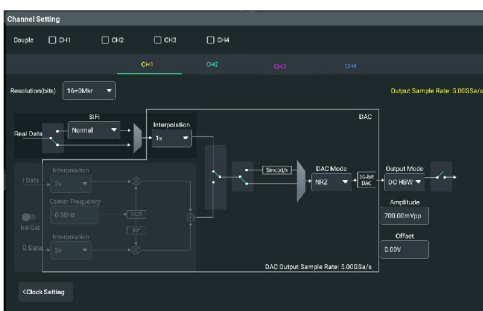 Channel Setting
Couple CH1 CH2 CH3 CH4
CH1 CH2 CH3 CH4
Resolution(bits) 16+0Mkr Output Sample Rate: 5.00GSa/s
SiFi Interpolation DAC
Real Data Normal 1x
Sinc(x)/x
DAC Mode Output Mode
NRZ 14-bit DAC DC HBW
I Data Interpolation 2x
Center Frequency
0.00Hz NCO
Amplitude
700.00mVpp
Int/Ext
Interpolation
Q Data 2x
Offset
0.00V
DAC Output Sample Rate: 5.00GSa/s
<Clock Setting